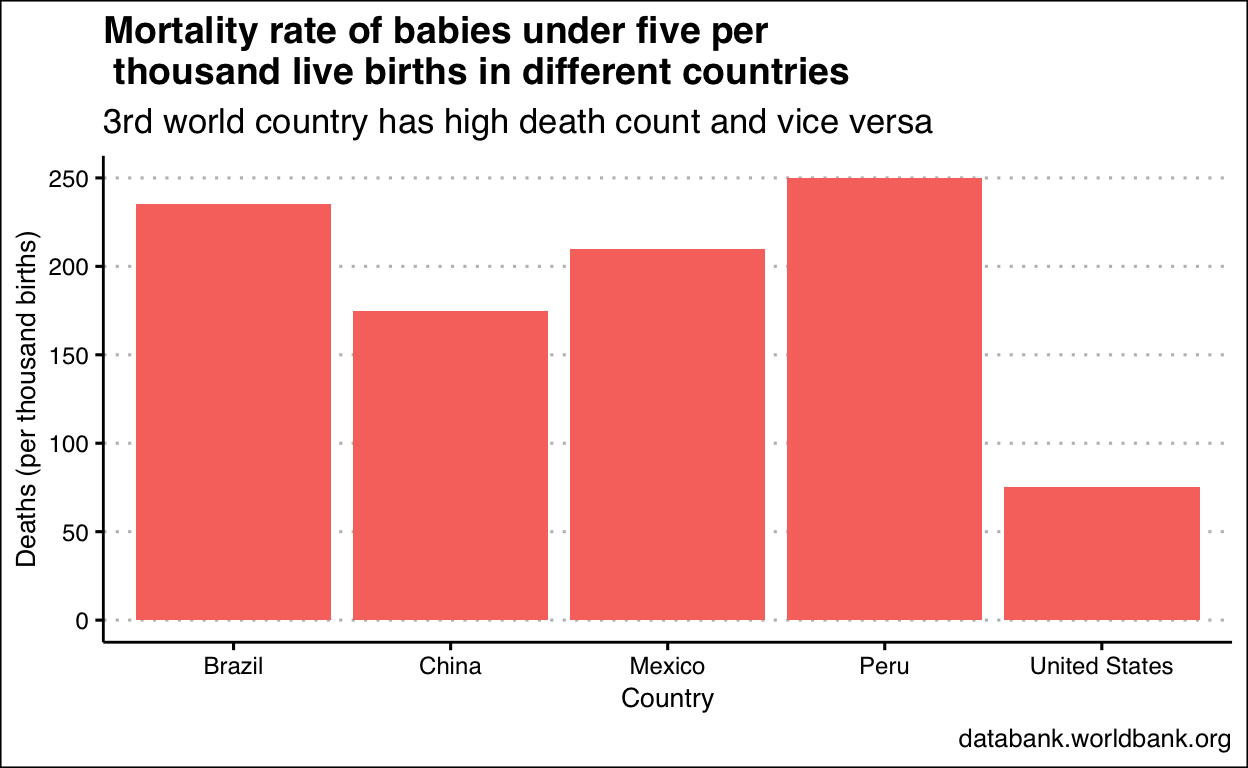 Mortality rate of babies under five per
thousand live births in different countries
3rd world country has high death count and vice versa
Deaths (per thousand births)
250
200
150
100
50
0
Brazil China Mexico Peru United States
Country
databank.worldbank.org